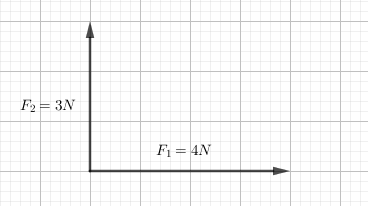 F₂ = 3N
F₁ = 4N